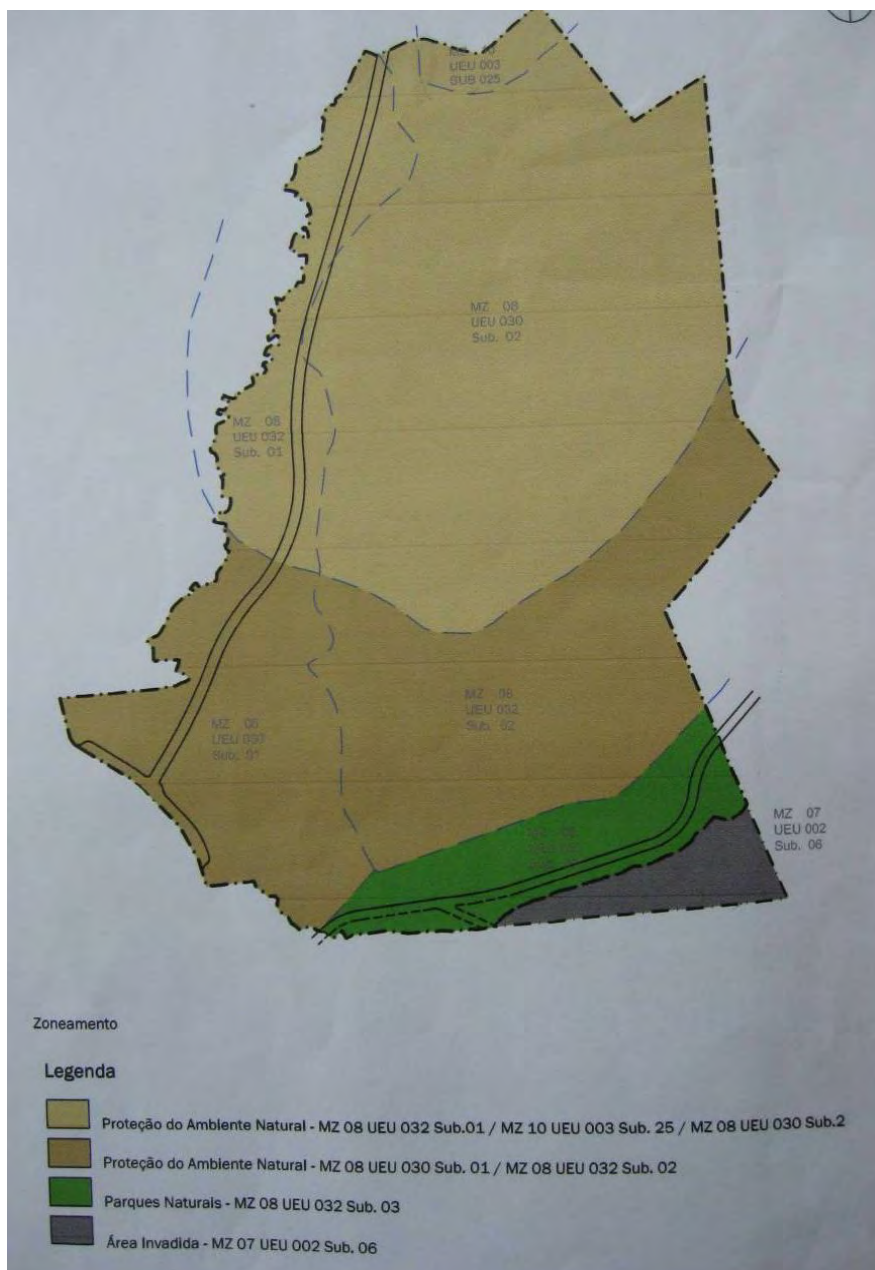 UEU 003
SUB 025
MZ 08
UEU 030
Sub. 02
MZ 08
UEU 032
Sub. 01
MZ 08
UEU 032
Sub. 02
MZ 08
UEU 030
Sub. 01
MZ 07
UEU 002
Sub. 06
Zoneamento
Legenda
Proteção do Ambiente Natural - MZ 08 UEU 032 Sub.01 / MZ 10 UEU 003 Sub. 25 / MZ 08 UEU 030 Sub.2
Proteção do Ambiente Natural - MZ 08 UEU 030 Sub. 01 / MZ 08 UEU 032 Sub. 02
Parques Naturais - MZ 08 UEU 032 Sub. 03
Área Invadida - MZ 07 UEU 002 Sub. 06